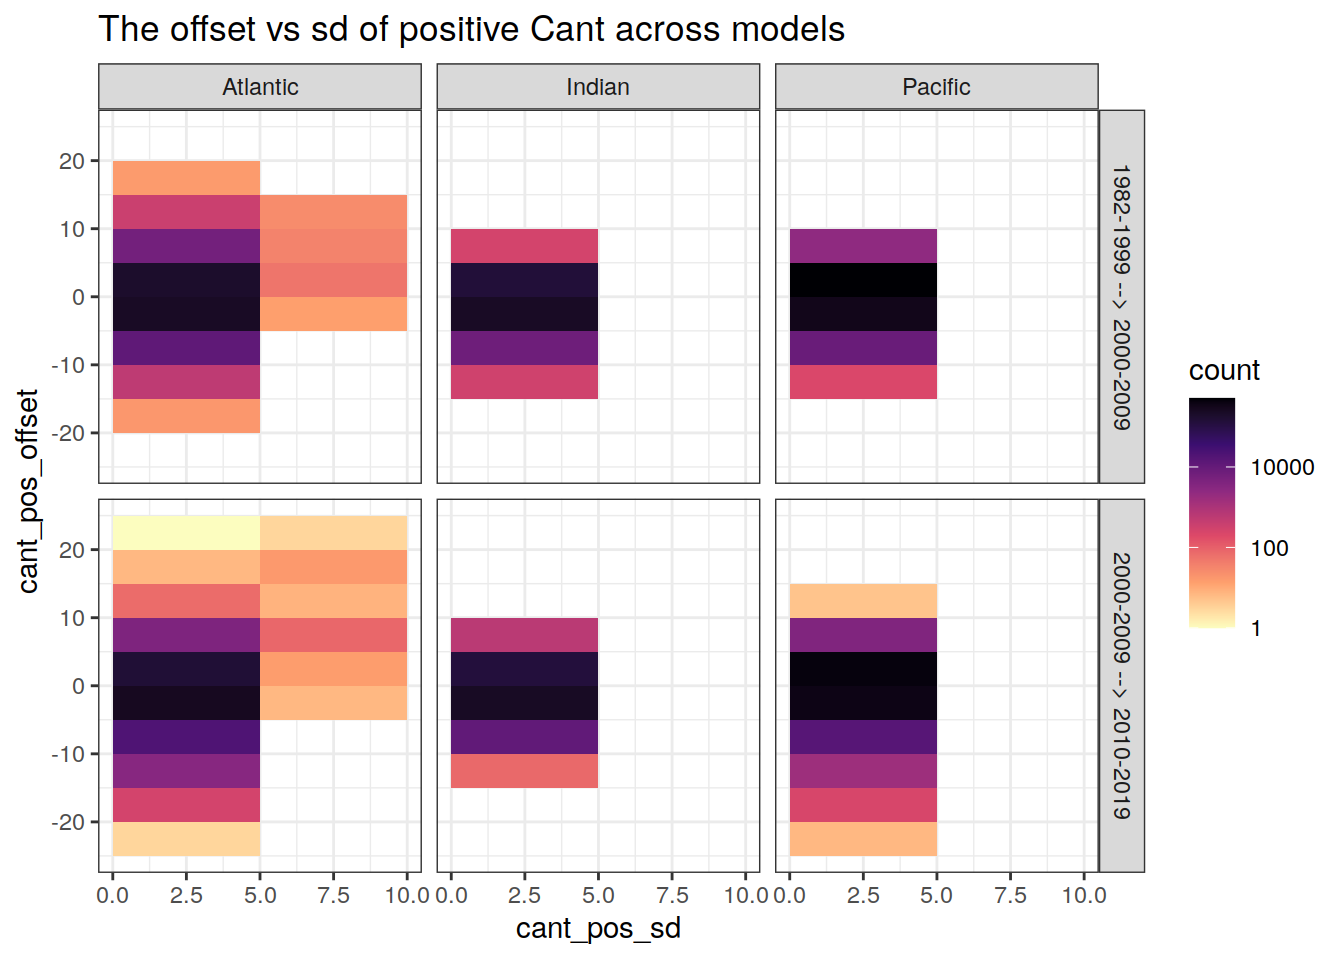 The offset vs sd of positive Cant across models
Atlantic
Indian
Pacific
20
10
0
-10
-20
1982-1999 --> 2000-2009
20
10
0
-10
-20
2000-2009 --> 2010-2019
0.0 2.5 5.0 7.5 10.0
0.0 2.5 5.0 7.5 10.0
0.0 2.5 5.0 7.5 10.0
cant_pos_sd
cant_pos_offset
count
10000
100
1